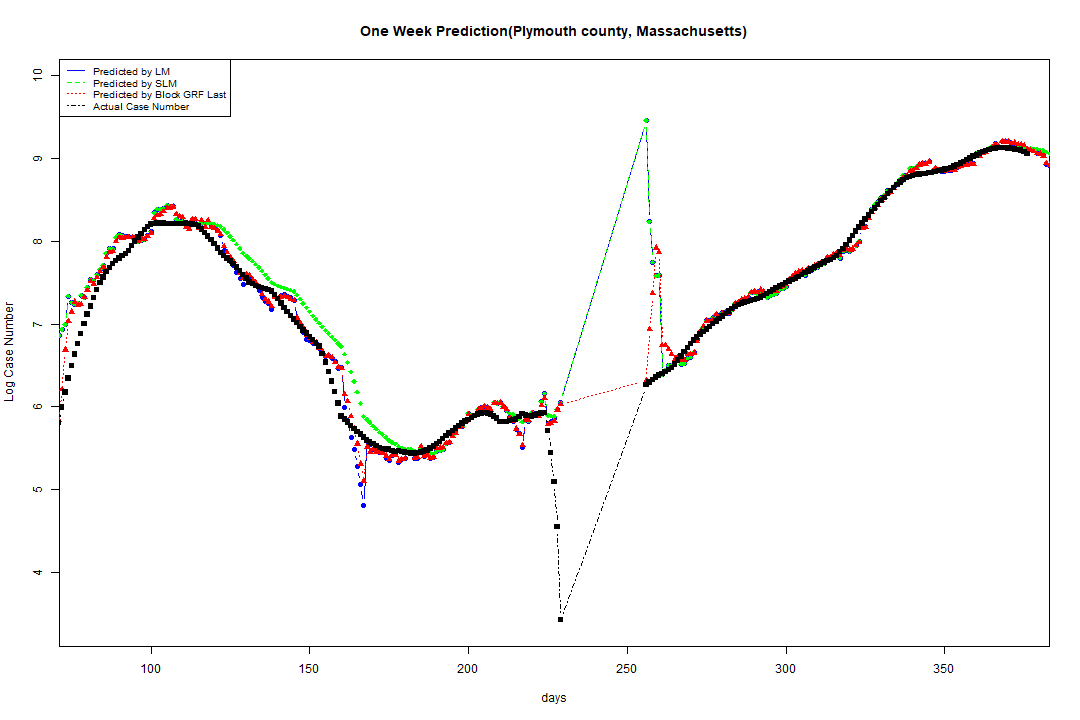 One Week Prediction(Plymouth county, Massachusetts)
Predicted by LM
Predicted by SLM
Predicted by Block GRF Last
Actual Case Number
10
9
8
7
6
5
4
Log Case Number
100 150 200 250 300 350
days